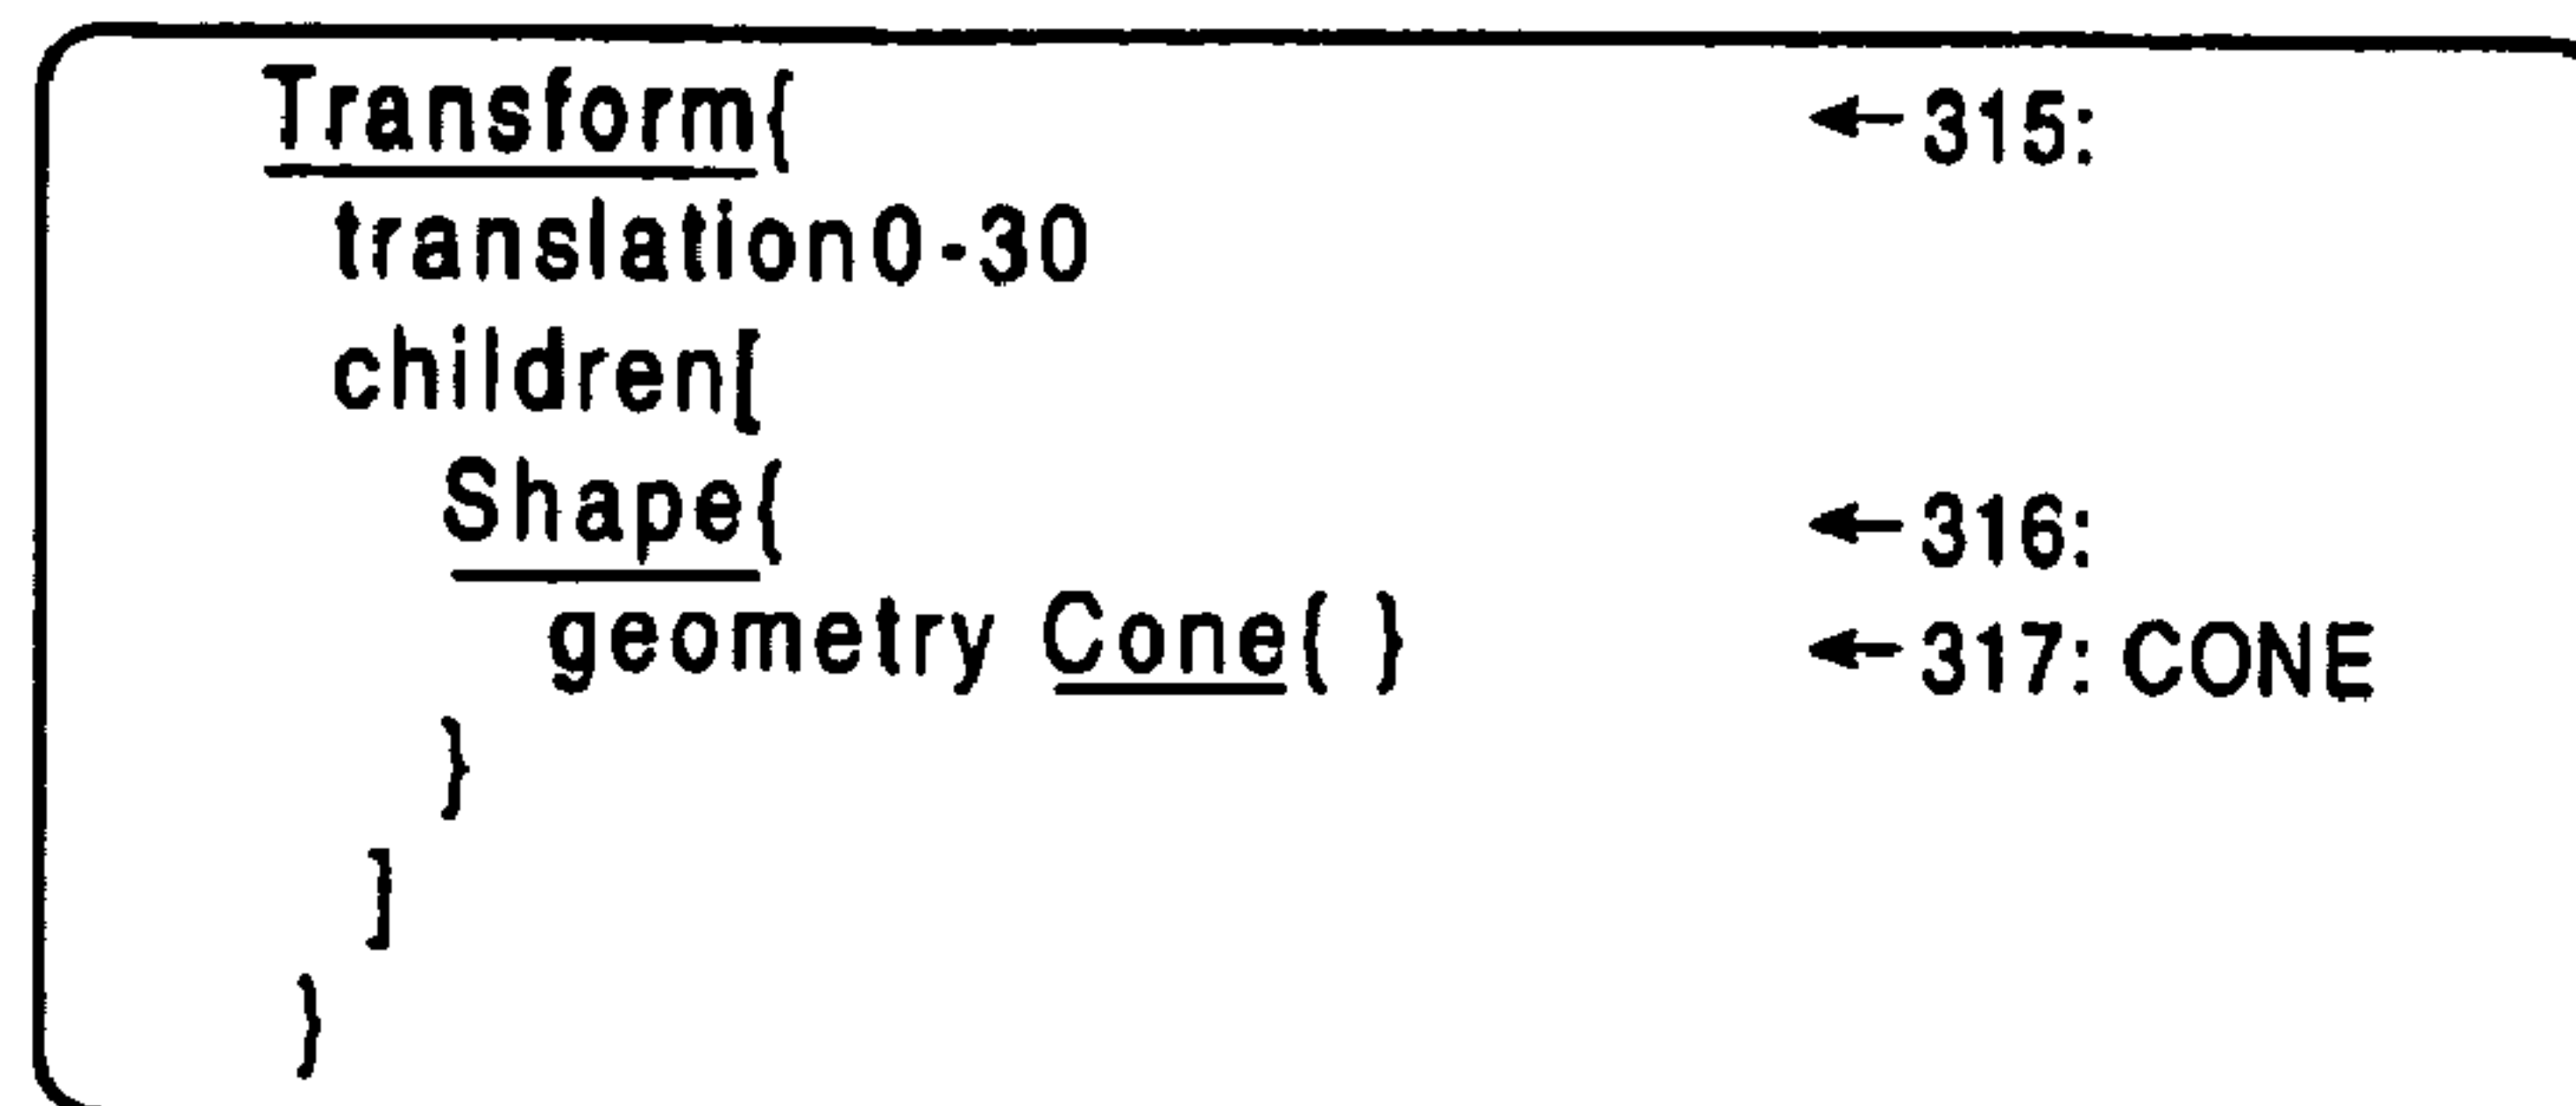 Transform{ ←315:
translation0-30
children[
Shape{ ←316:
geometry Cone{ } ←317: CONE
}
]
}